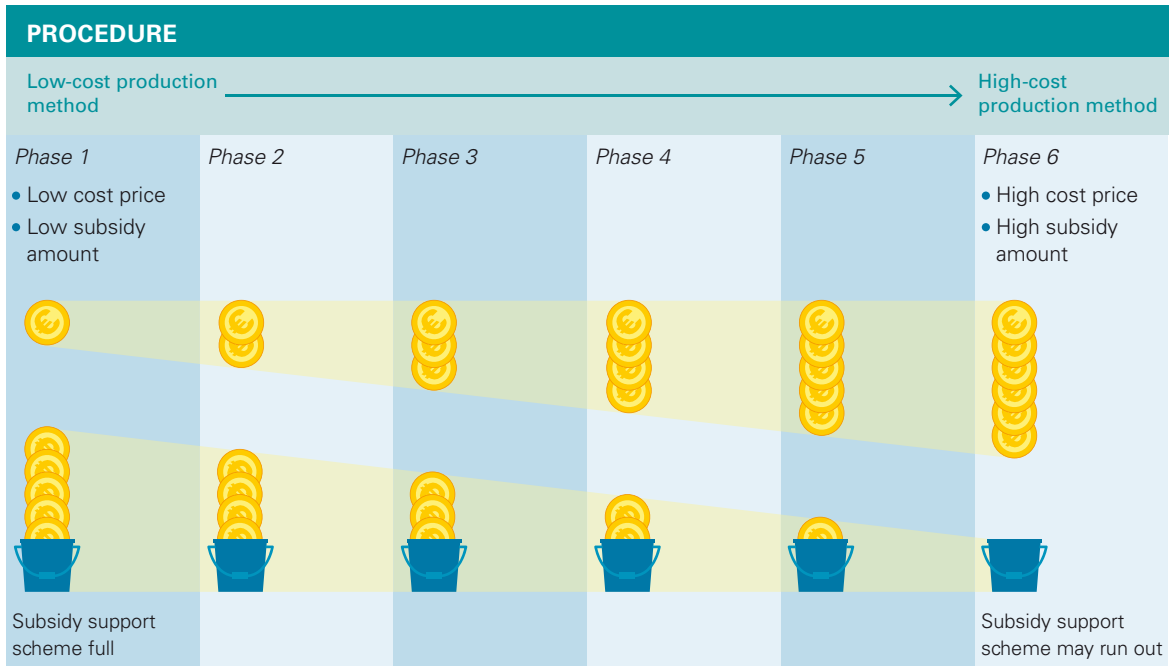 PROCEDURE
Low-cost production
method
High-cost
production method
Phase 1
Phase 2
Phase 3
Phase 4
Phase 5
Phase 6
• Low cost price
• Low subsidy
amount
• High cost price
• High subsidy
amount
Subsidy support
scheme full
Subsidy support
scheme may run out